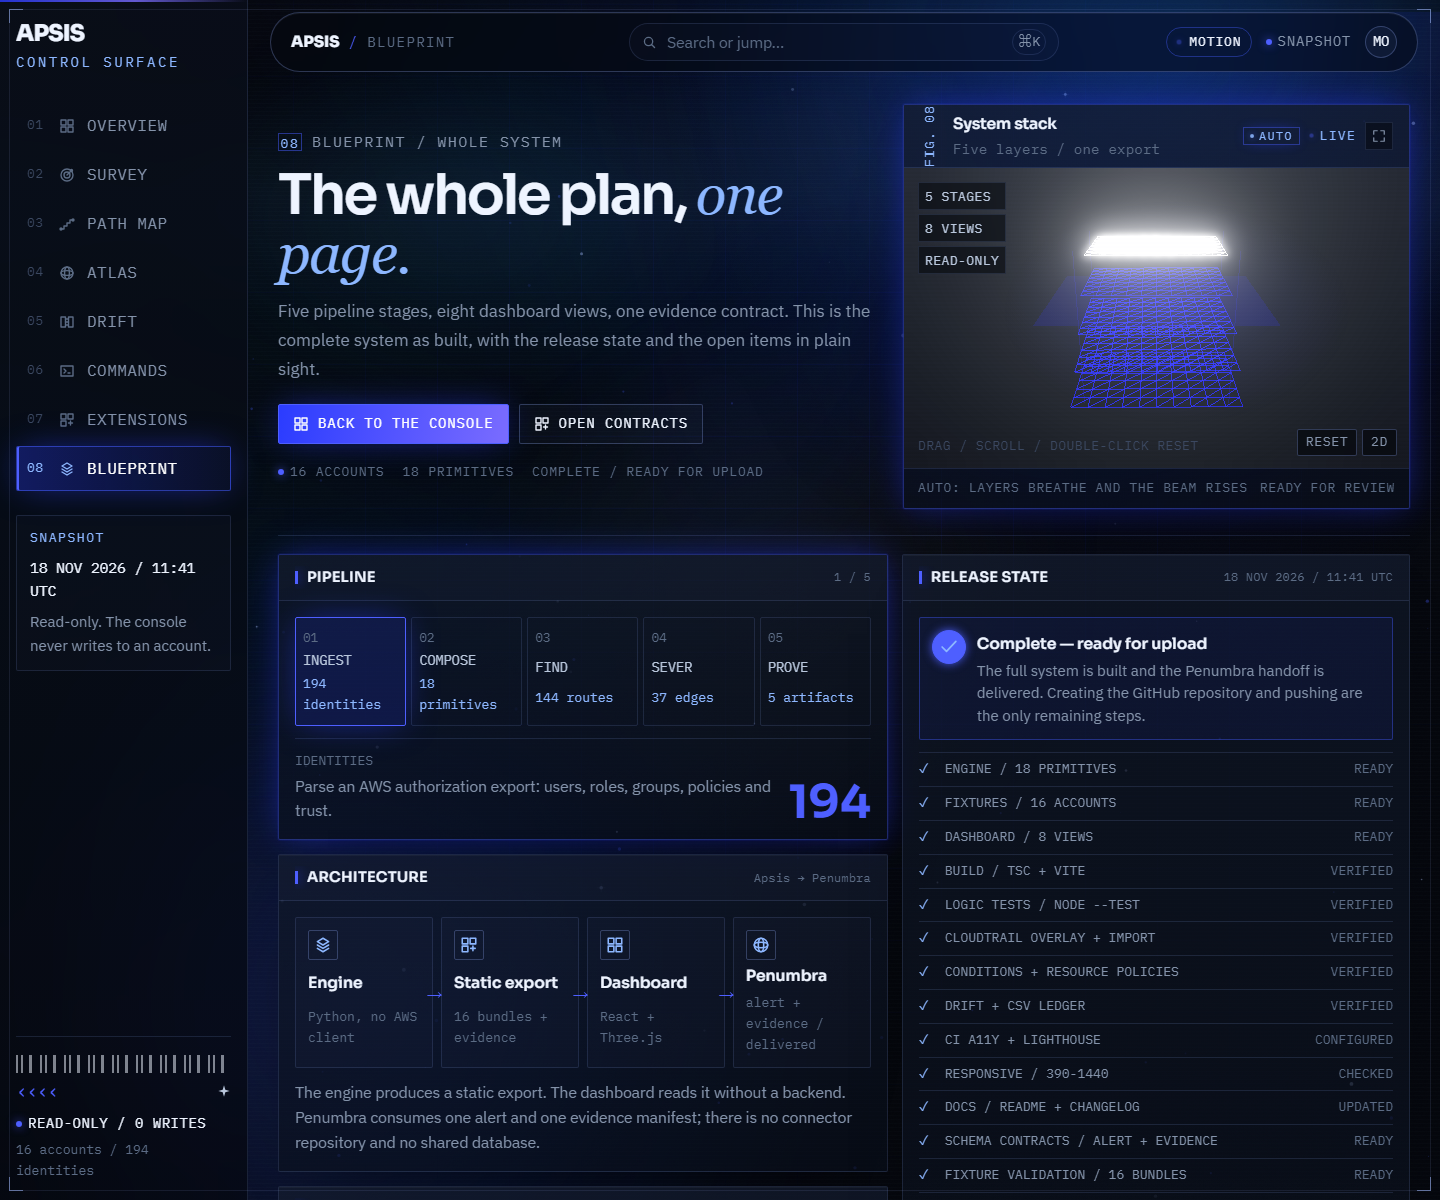 APSIS
CONTROL SURFACE
01 OVERVIEW
02 SURVEY
03 PATH MAP
04 ATLAS
05 DRIFT
06 COMMANDS
07 EXTENSIONS
08 BLUEPRINT
SNAPSHOT
18 NOV 2026 / 11:41
UTC
Read-only. The console
never writes to an account.
‹‹‹‹
READ-ONLY / 0 WRITES
16 accounts / 194
identities
APSIS / BLUEPRINT
Search or jump...
⌘K
MOTION
SNAPSHOT
MO
08 BLUEPRINT / WHOLE SYSTEM
The whole plan, one
page.
Five pipeline stages, eight dashboard views, one evidence contract. This is the
complete system as built, with the release state and the open items in plain
sight.
BACK TO THE CONSOLE
OPEN CONTRACTS
16 ACCOUNTS 18 PRIMITIVES COMPLETE / READY FOR UPLOAD
FIG. 08
System stack
Five layers / one export
AUTO
LIVE
5 STAGES
8 VIEWS
READ-ONLY
DRAG / SCROLL / DOUBLE-CLICK RESET
RESET
2D
AUTO: LAYERS BREATHE AND THE BEAM RISES READY FOR REVIEW
PIPELINE
1 / 5
01
INGEST
194
identities
02
COMPOSE
18
primitives
03
FIND
144 routes
04
SEVER
37 edges
05
PROVE
5 artifacts
IDENTITIES
Parse an AWS authorization export: users, roles, groups, policies and
trust.
194
ARCHITECTURE
Apsis → Penumbra
Engine
Python, no AWS
client
→
Static export
16 bundles +
evidence
→
Dashboard
React +
Three.js
→
Penumbra
alert +
evidence /
delivered
The engine produces a static export. The dashboard reads it without a backend.
Penumbra consumes one alert and one evidence manifest; there is no connector
repository and no shared database.
RELEASE STATE
18 NOV 2026 / 11:41 UTC
Complete — ready for upload
The full system is built and the Penumbra handoff is
delivered. Creating the GitHub repository and pushing are
the only remaining steps.
✓ ENGINE / 18 PRIMITIVES READY
✓ FIXTURES / 16 ACCOUNTS READY
✓ DASHBOARD / 8 VIEWS READY
✓ BUILD / TSC + VITE VERIFIED
✓ LOGIC TESTS / NODE --TEST VERIFIED
✓ CLOUDTRAIL OVERLAY + IMPORT VERIFIED
✓ CONDITIONS + RESOURCE POLICIES VERIFIED
✓ DRIFT + CSV LEDGER VERIFIED
✓ CI A11Y + LIGHTHOUSE CONFIGURED
✓ RESPONSIVE / 390-1440 CHECKED
✓ DOCS / README + CHANGELOG UPDATED
✓ SCHEMA CONTRACTS / ALERT + EVIDENCE READY
✓ FIXTURE VALIDATION / 16 BUNDLES READY